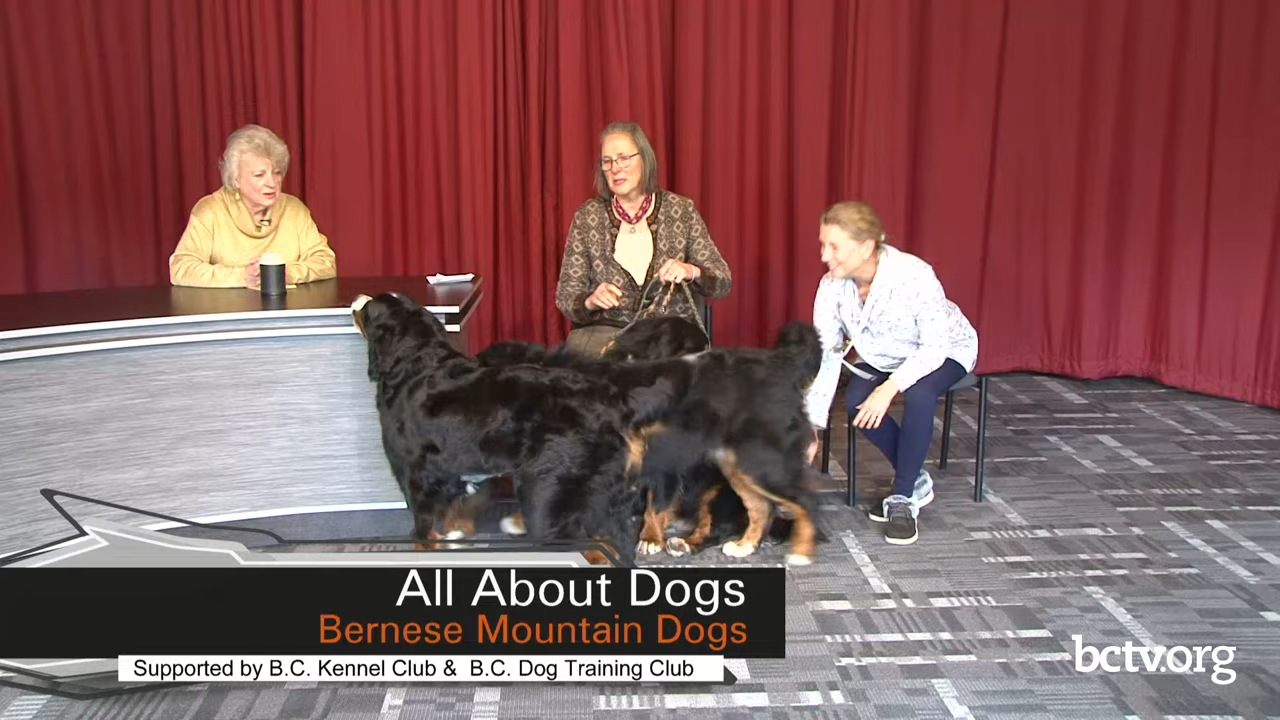 All About Dogs
Bernese Mountain Dogs
Supported by B.C. Kennel Club & B.C. Dog Training Club
bctv.org